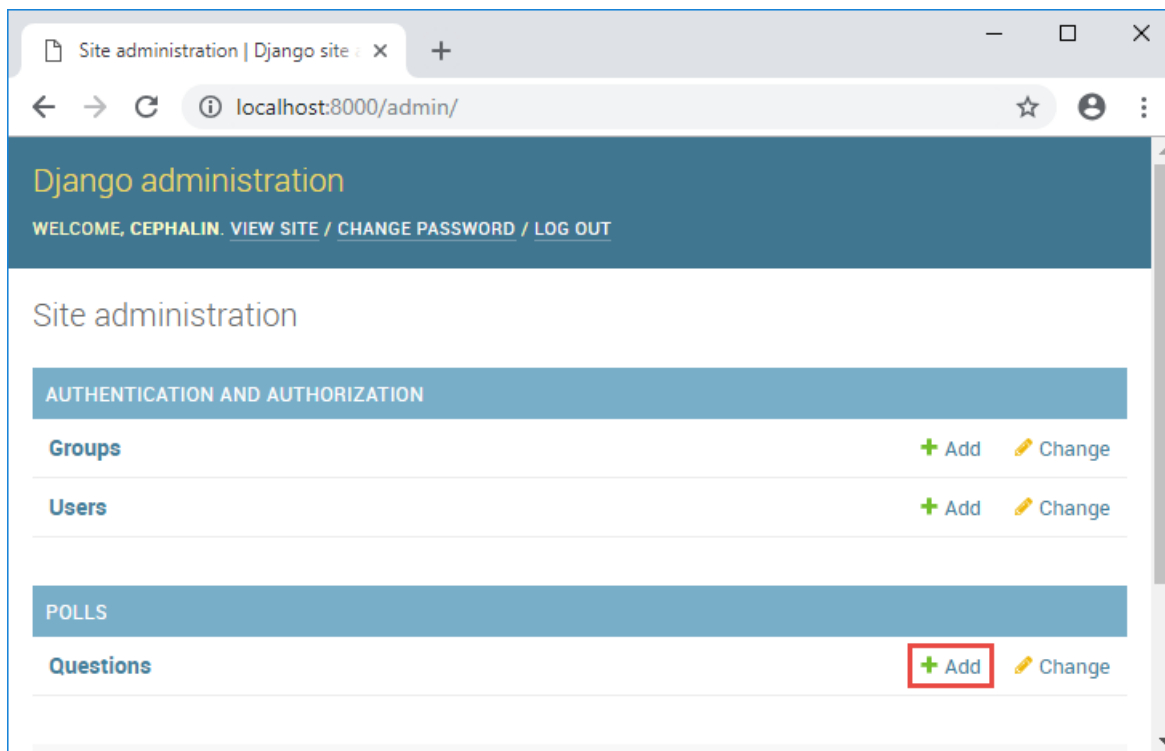 Site administration | Django site a
localhost:8000/admin/
Django administration
WELCOME, CEPHALIN. VIEW SITE / CHANGE PASSWORD / LOG OUT
Site administration
AUTHENTICATION AND AUTHORIZATION
Groups Add Change
Users Add Change
POLLS
Questions Add Change